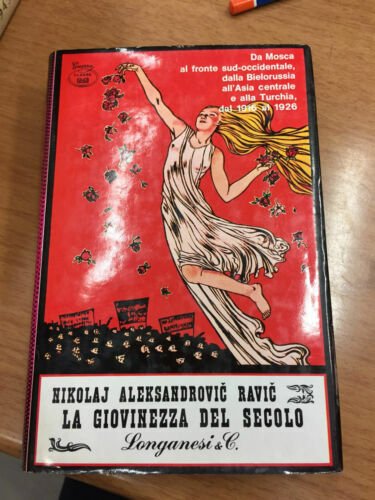 Da Mosca
al fronte sud-occidentale,
dalla Bielorussia
all'Asia centrale
e alla Turchia,
dal 1916 al 1926
NIKOLAJ ALEKSANDROVIČ RAVIČ
LA GIOVINEZZA DEL SECOLO
Longanesi & C.